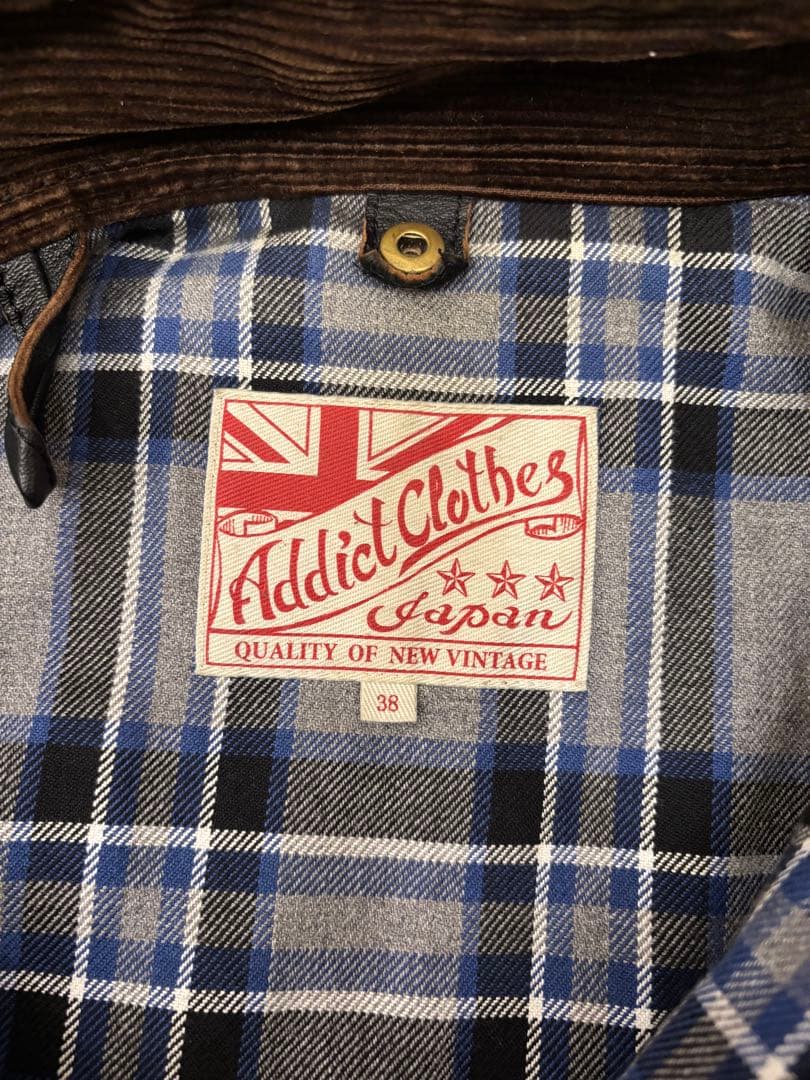 Addict Clothes
Japan
QUALITY OF NEW VINTAGE
38